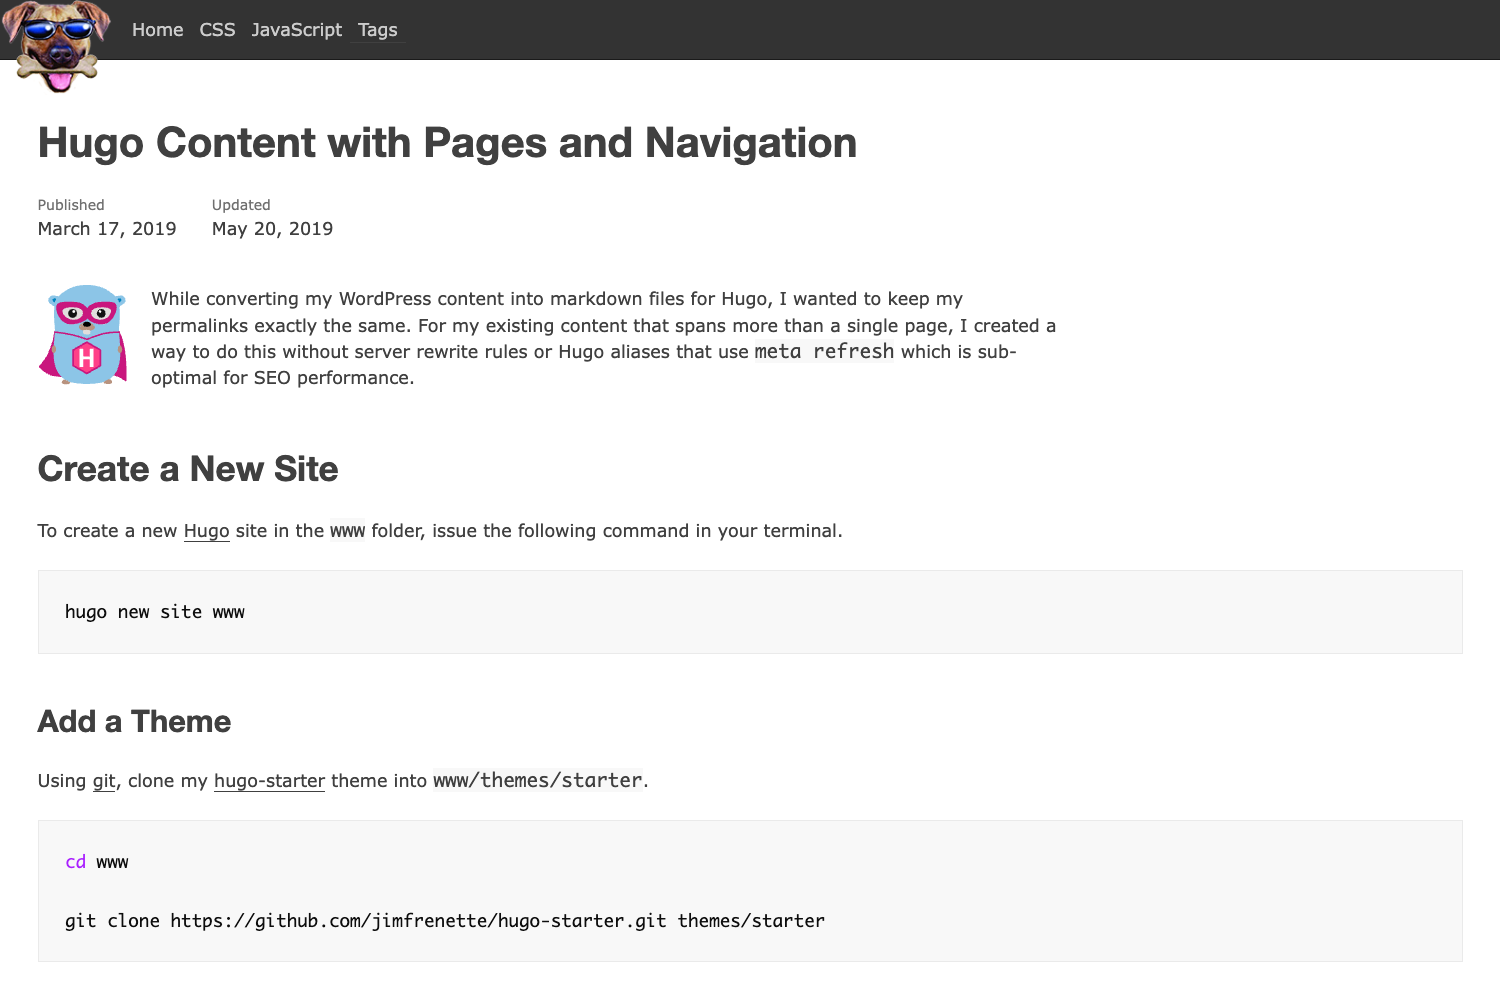 Home CSS JavaScript Tags
Hugo Content with Pages and Navigation
Published Updated
March 17, 2019 May 20, 2019
While converting my WordPress content into markdown files for Hugo, I wanted to keep my
permalinks exactly the same. For my existing content that spans more than a single page, I created a
way to do this without server rewrite rules or Hugo aliases that use meta refresh which is sub-
optimal for SEO performance.
H
Create a New Site
To create a new Hugo site in the www folder, issue the following command in your terminal.
hugo new site www
Add a Theme
Using git, clone my hugo-starter theme into www/themes/starter.
cd www
git clone https://github.com/jimfrenette/hugo-starter.git themes/starter